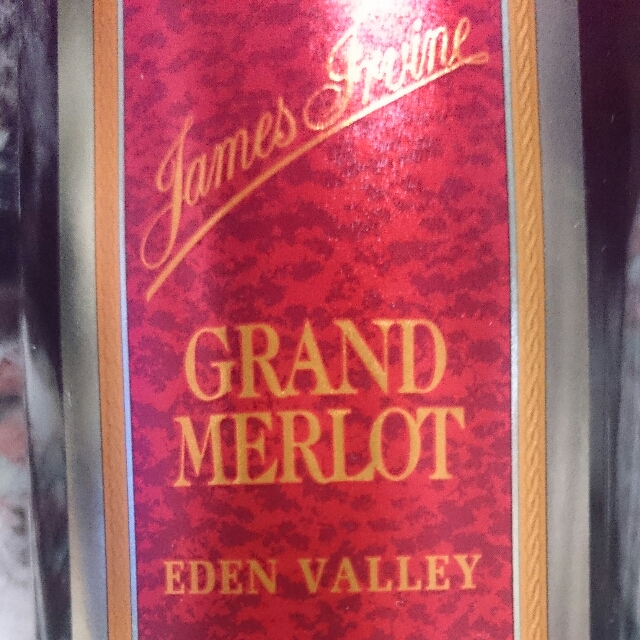 James Irvine
GRAND
MERLOT
EDEN VALLEY